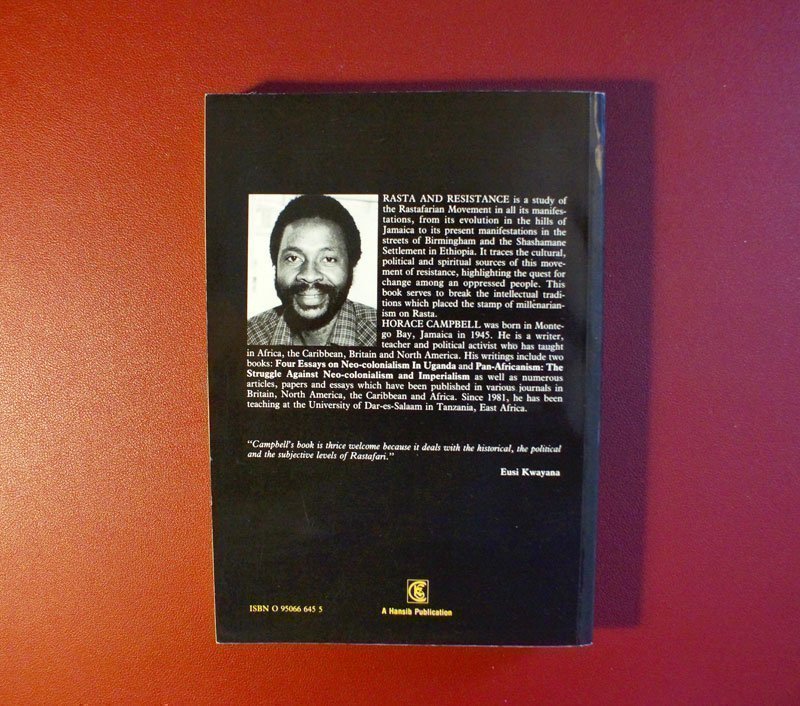 RASTA AND RESISTANCE is a study of
the Rastafarian Movement in all its manifes-
tations, from its evolution in the hills of
Jamaica to its present manifestations in the
streets of Birmingham and the Shashamane
Settlement in Ethiopia. It traces the cultural,
political and spiritual sources of this move-
ment of resistance, highlighting the quest for
change among an oppressed people. This
book serves to break the intellectual tradi-
tions which placed the stamp of millenarian-
ism on Rasta.
HORACE CAMPBELL was born in Monte-
go Bay, Jamaica in 1945. He is a writer,
teacher and political activist who has taught
in Africa, the Caribbean, Britain and North America. His writings include two
books: Four Essays on Neo-colonialism In Uganda and Pan-Africanism: The
Struggle Against Neo-colonialism and Imperialism as well as numerous
articles, papers and essays which have been published in various journals in
Britain, North America, the Caribbean and Africa. Since 1981, he has been
teaching at the University of Dar-es-Salaam in Tanzania, East Africa.
"Campbell's book is thrice welcome because it deals with the historical, the political
and the subjective levels of Rastafari."
Eusi Kwayana
ISBN O 95066 645 5
A Hansib Publication